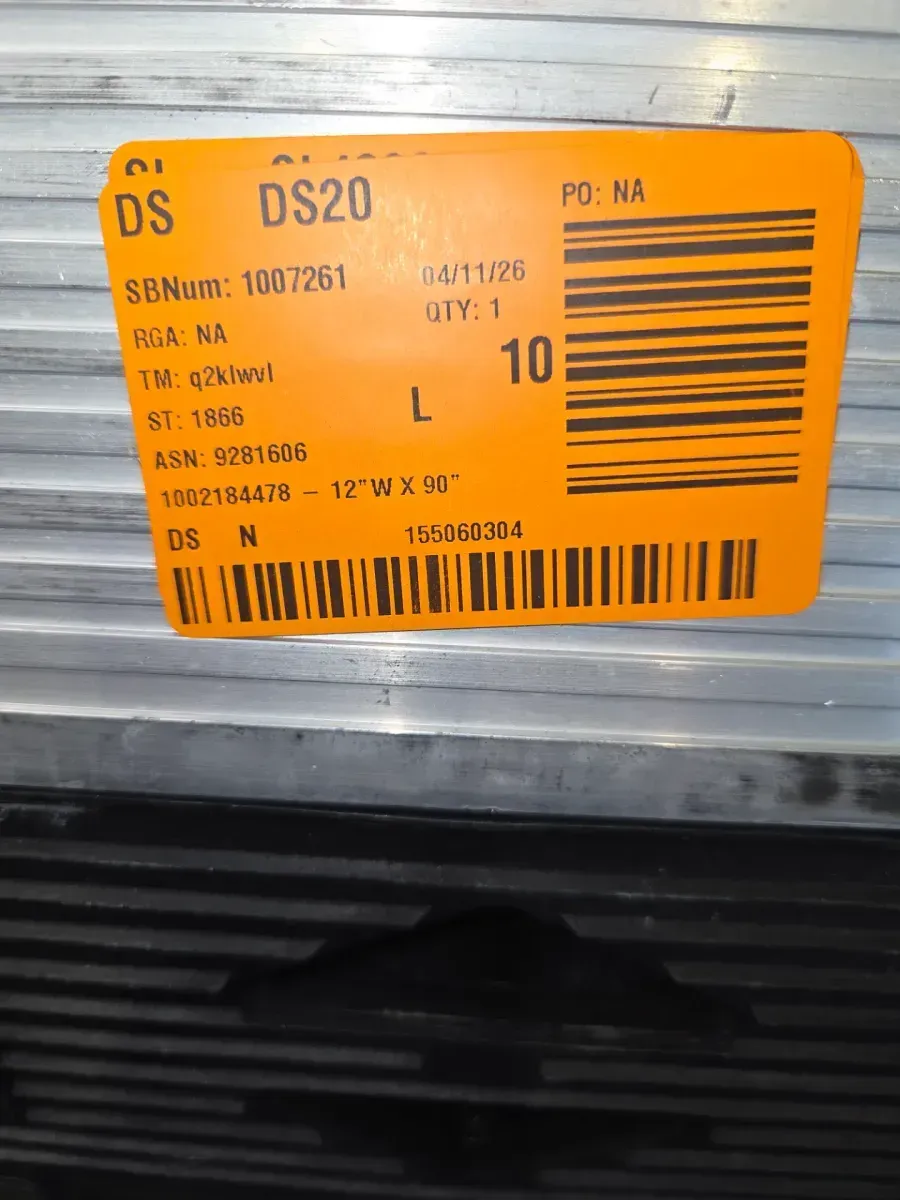 DS DS20 PO: NA
SBNum: 1007261 04/11/26
QTY: 1
RGA: NA
10
TM: q2klwvl
L
ST: 1866
ASN: 9281606
1002184478 – 12"W X 90"
DS N 155060304